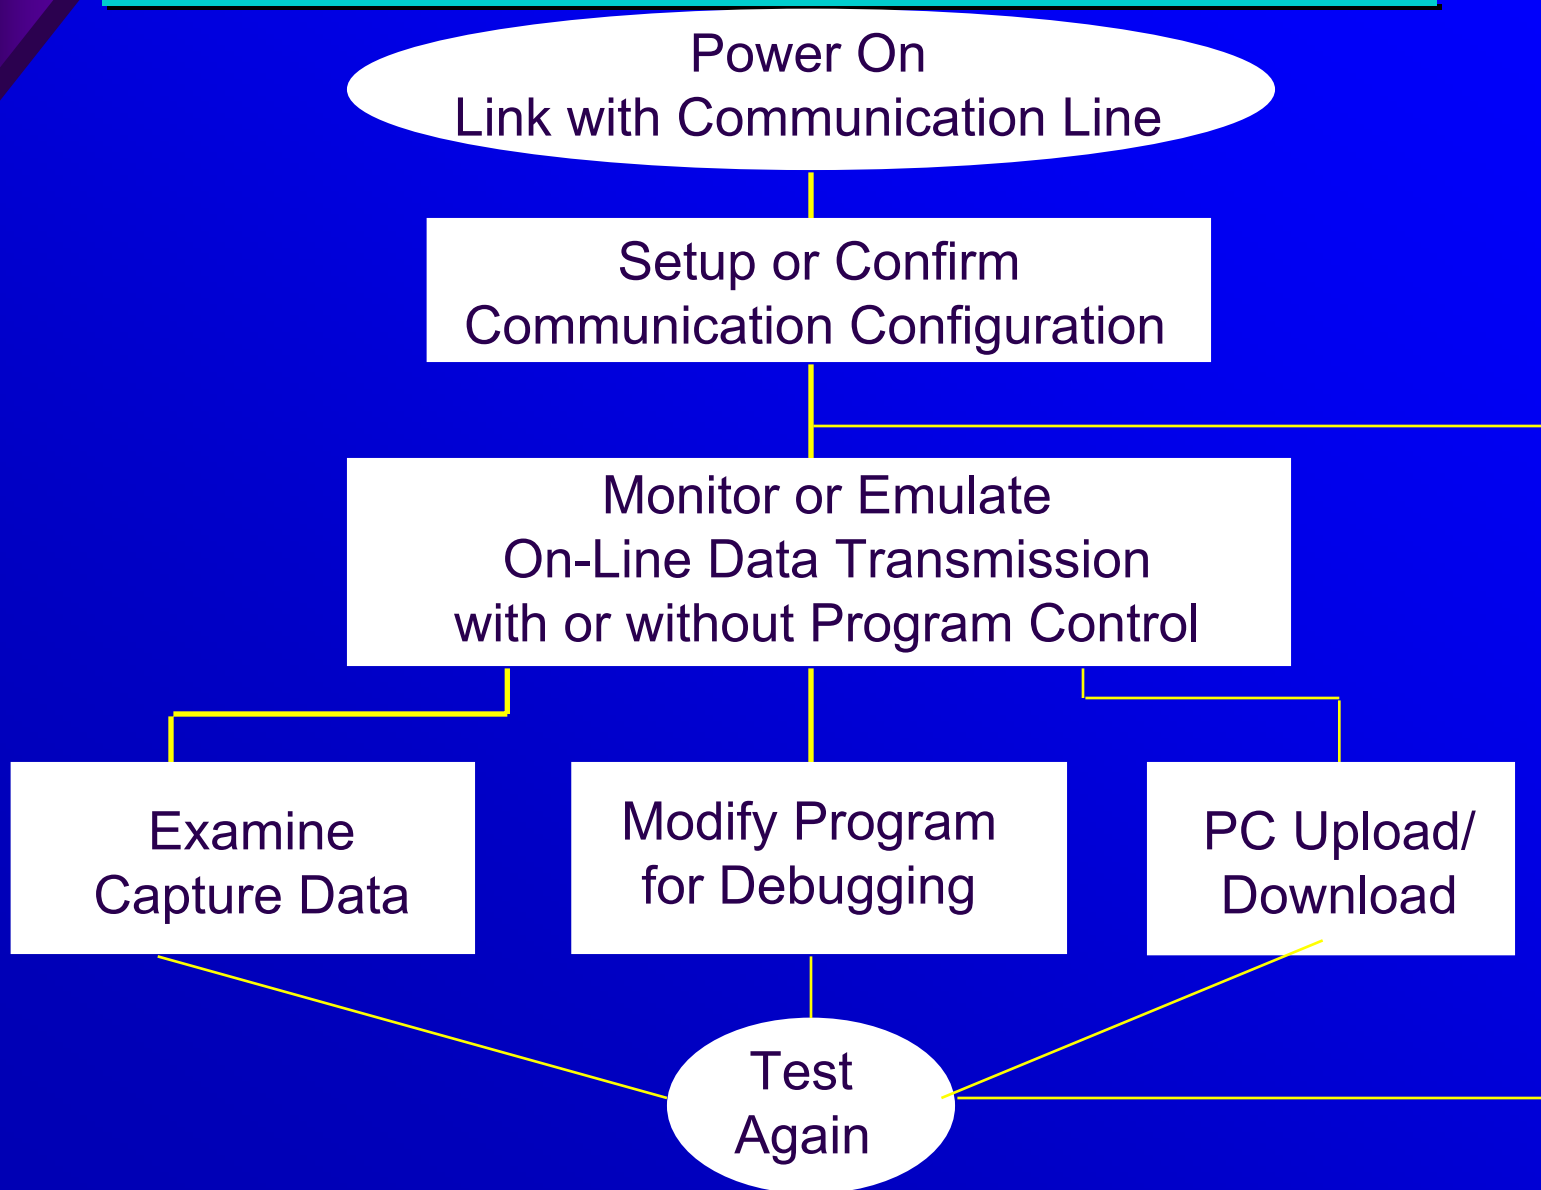 Power On
Link with Communication Line
Setup or Confirm
Communication Configuration
Monitor or Emulate
On-Line Data Transmission
with or without Program Control
Examine
Capture Data
Modify Program
for Debugging
PC Upload/
Download
Test
Again